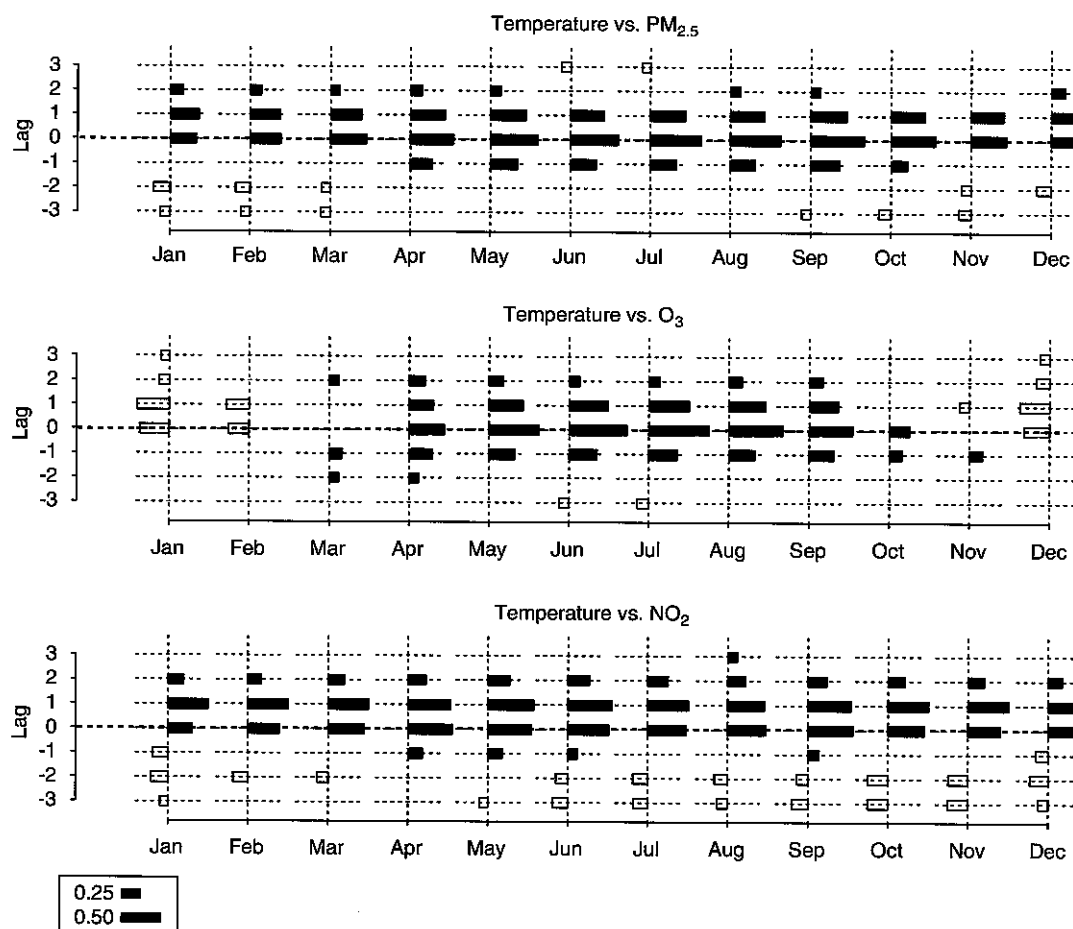 Temperature vs. PM2.5
Lag
3
2
1
0
-1
-2
-3
Jan Feb Mar Apr May Jun Jul Aug Sep Oct Nov Dec
Temperature vs. O3
Lag
3
2
1
0
-1
-2
-3
Jan Feb Mar Apr May Jun Jul Aug Sep Oct Nov Dec
Temperature vs. NO2
Lag
3
2
1
0
-1
-2
-3
Jan Feb Mar Apr May Jun Jul Aug Sep Oct Nov Dec
0.25
0.50